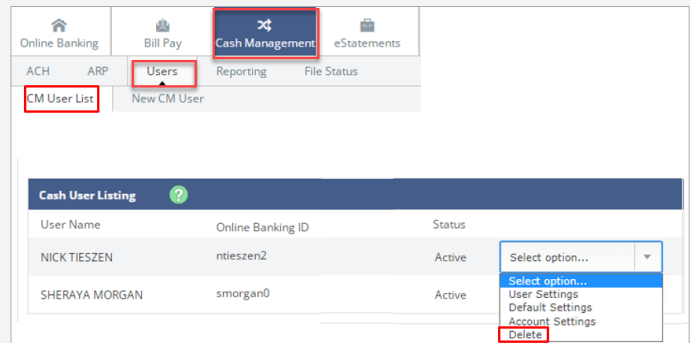 Online Banking Bill Pay Cash Management eStatements
ACH ARP Users Reporting File Status
CM User List New CM User
Cash User Listing ?
User Name Online Banking ID Status
NICK TIESZEN ntieszen2 Active Select option...
Select option...
User Settings
Default Settings
SHERAYA MORGAN smorgan0 Active Account Settings
Delete